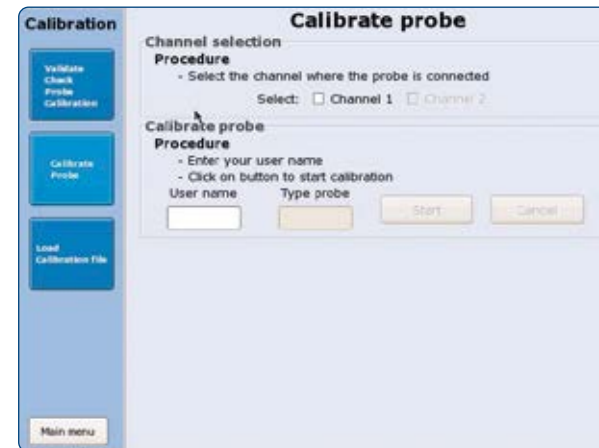 Calibration
Validate
Check
Probe
Calibration
Calibrate
Probe
Load
Calibration file
Main menu
Calibrate probe
Channel selection
Procedure
- Select the channel where the probe is connected
Select: Channel 1 Channel 2
Calibrate probe
Procedure
- Enter your user name
- Click on button to start calibration
User name Type probe
Start Cancel